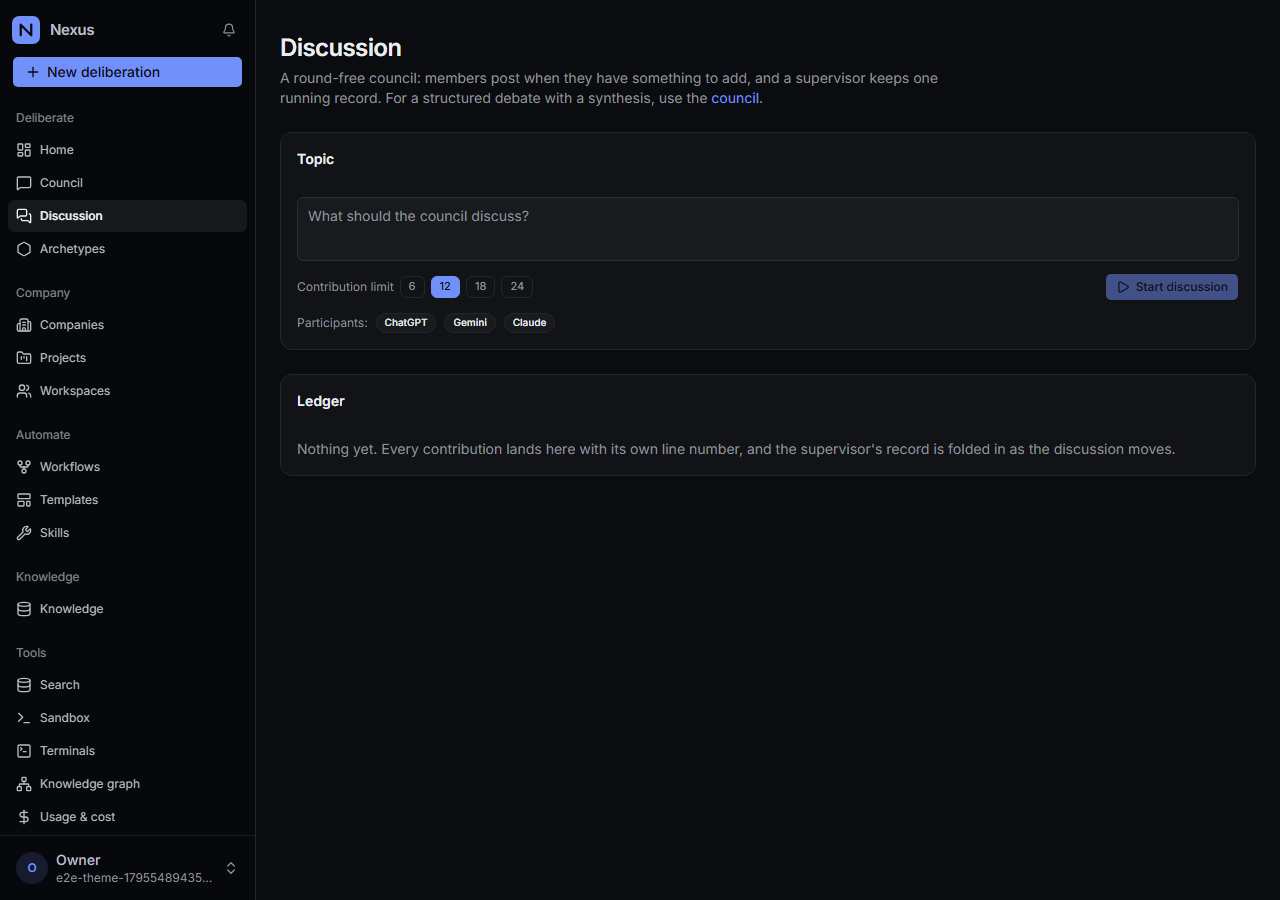 Nexus
New deliberation
Deliberate
Home
Council
Discussion
Archetypes
Company
Companies
Projects
Workspaces
Automate
Workflows
Templates
Skills
Knowledge
Knowledge
Tools
Search
Sandbox
Terminals
Knowledge graph
Usage & cost
O
Owner
e2e-theme-17955489435...
Discussion
A round-free council: members post when they have something to add, and a supervisor keeps one
running record. For a structured debate with a synthesis, use the council.
Topic
What should the council discuss?
Contribution limit 6 12 18 24
Start discussion
Participants: ChatGPT Gemini Claude
Ledger
Nothing yet. Every contribution lands here with its own line number, and the supervisor's record is folded in as the discussion moves.